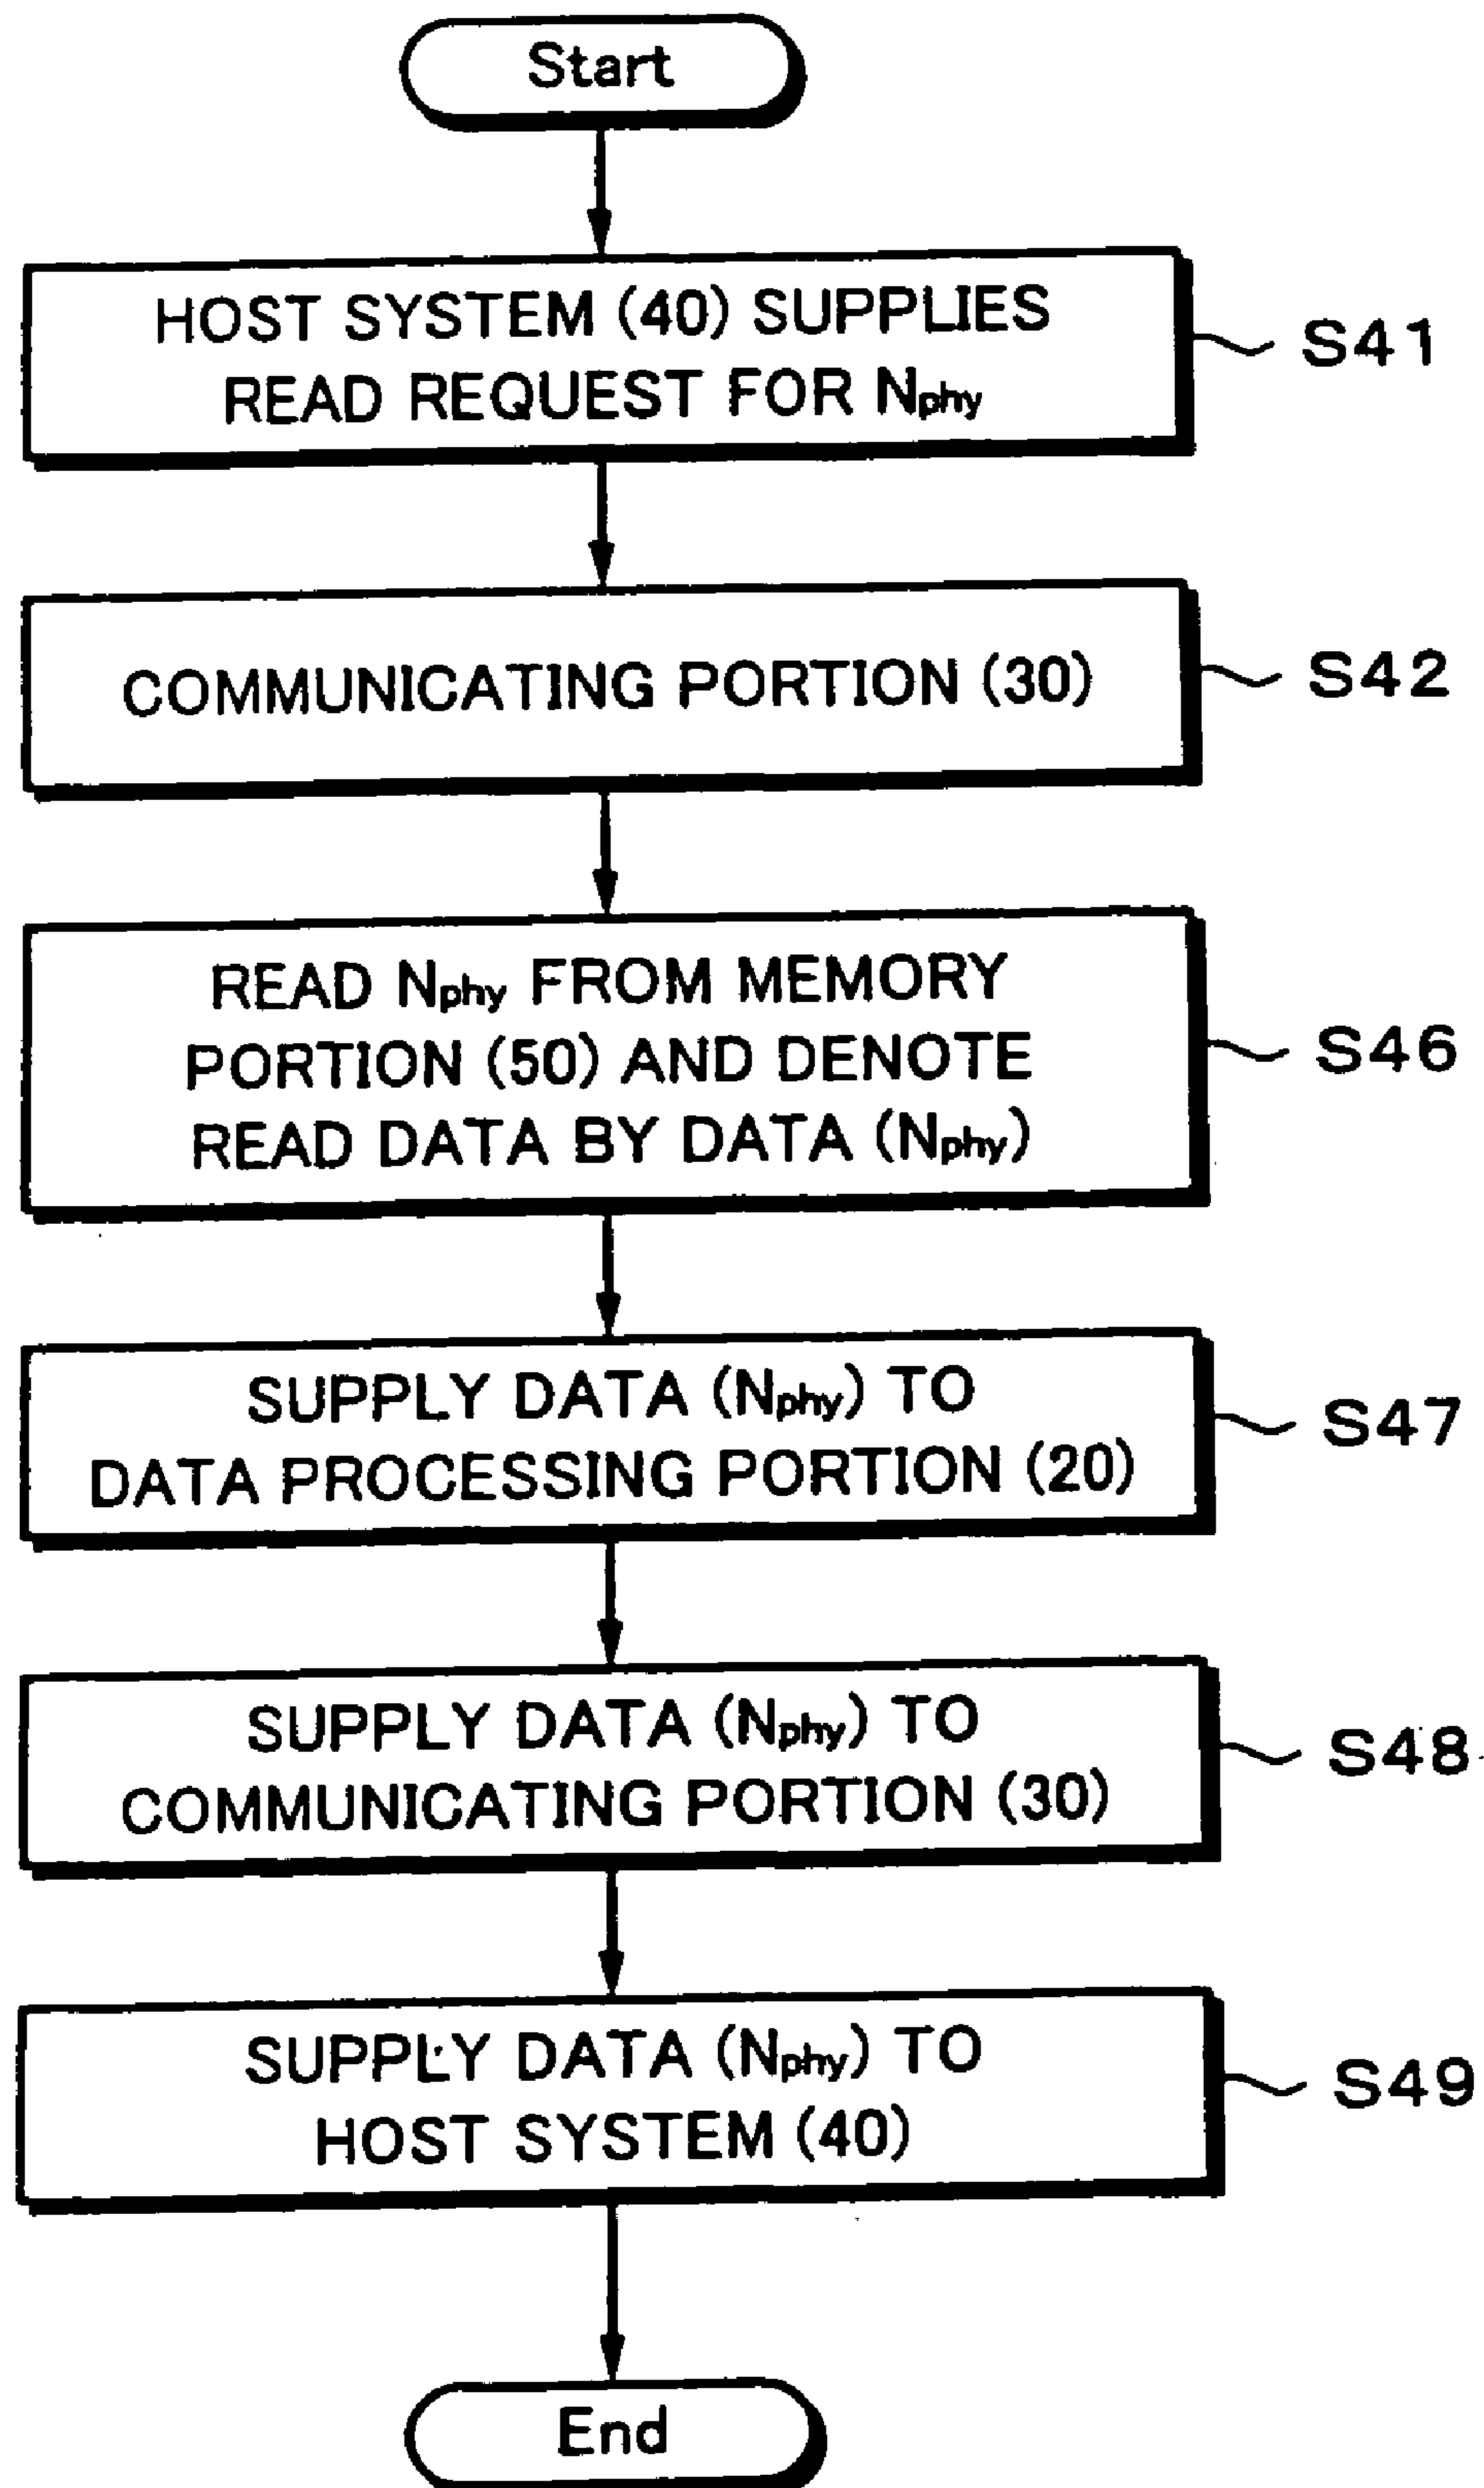 Start
HOST SYSTEM (40) SUPPLIES
READ REQUEST FOR Nphy
S41
COMMUNICATING PORTION (30)
S42
READ Nphy FROM MEMORY
PORTION (50) AND DENOTE
READ DATA BY DATA (Nphy)
S46
SUPPLY DATA (Nphy) TO
DATA PROCESSING PORTION (20)
S47
SUPPLY DATA (Nphy) TO
COMMUNICATING PORTION (30)
S48
SUPPLY DATA (Nphy) TO
HOST SYSTEM (40)
S49
End